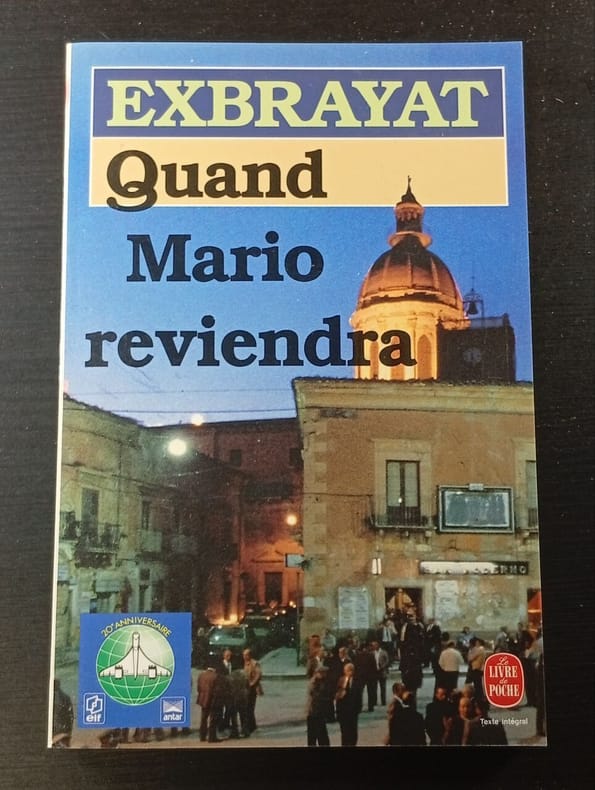 EXBRAYAT
Quand
Mario
reviendra
20e ANNIVERSAIRE
elf
antar
Le
LIVRE
de
POCHE
Texte intégral